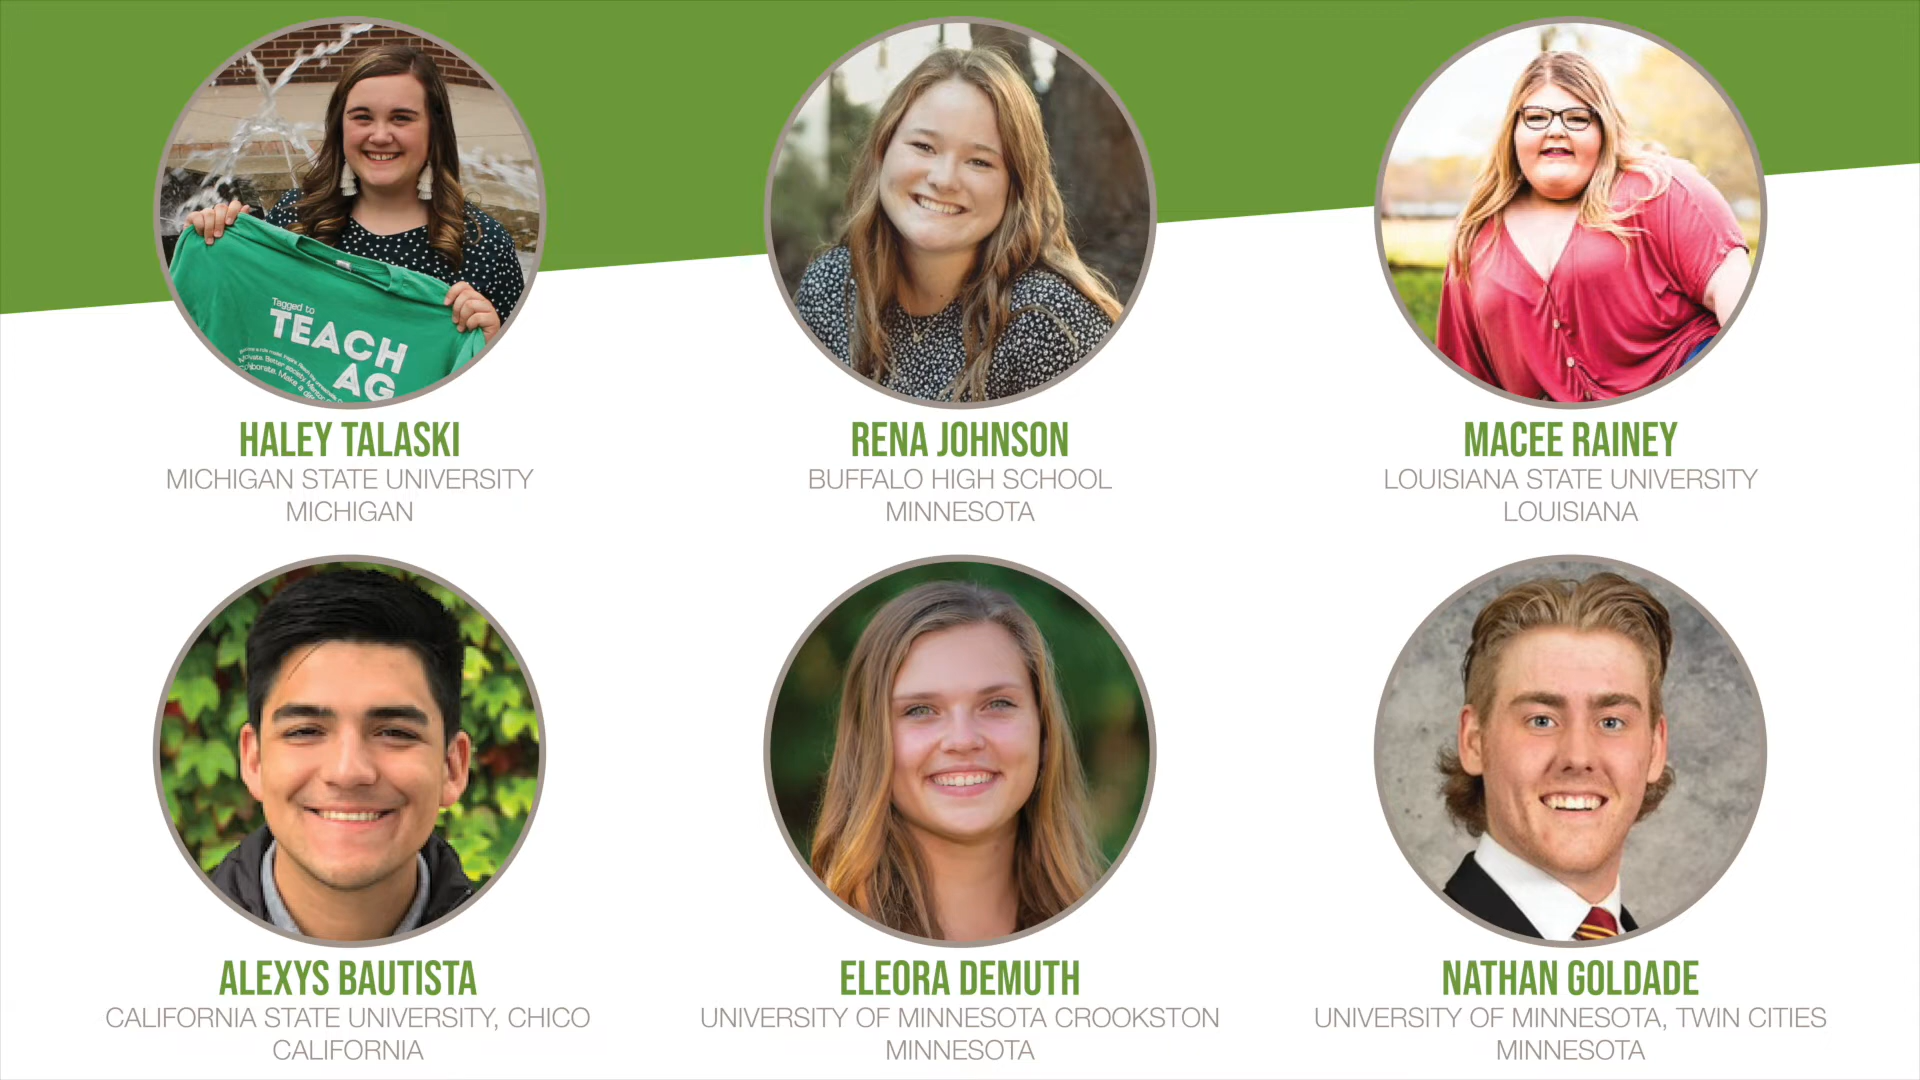 Tagged to
TEACH
AG
HALEY TALASKI
MICHIGAN STATE UNIVERSITY
MICHIGAN
RENA JOHNSON
BUFFALO HIGH SCHOOL
MINNESOTA
MACEE RAINEY
LOUISIANA STATE UNIVERSITY
LOUISIANA
ALEXYS BAUTISTA
CALIFORNIA STATE UNIVERSITY, CHICO
CALIFORNIA
ELEORA DEMUTH
UNIVERSITY OF MINNESOTA CROOKSTON
MINNESOTA
NATHAN GOLDADE
UNIVERSITY OF MINNESOTA, TWIN CITIES
MINNESOTA